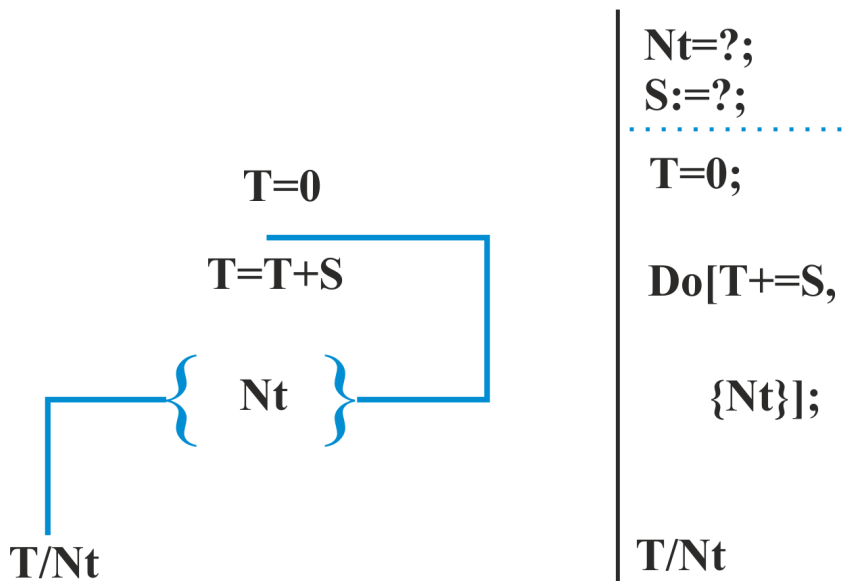 T=0
T=T+S
{ Nt }
T/Nt
Nt=?;
S:=?;
T=0;
Do[T+=S,
{Nt}];
T/Nt